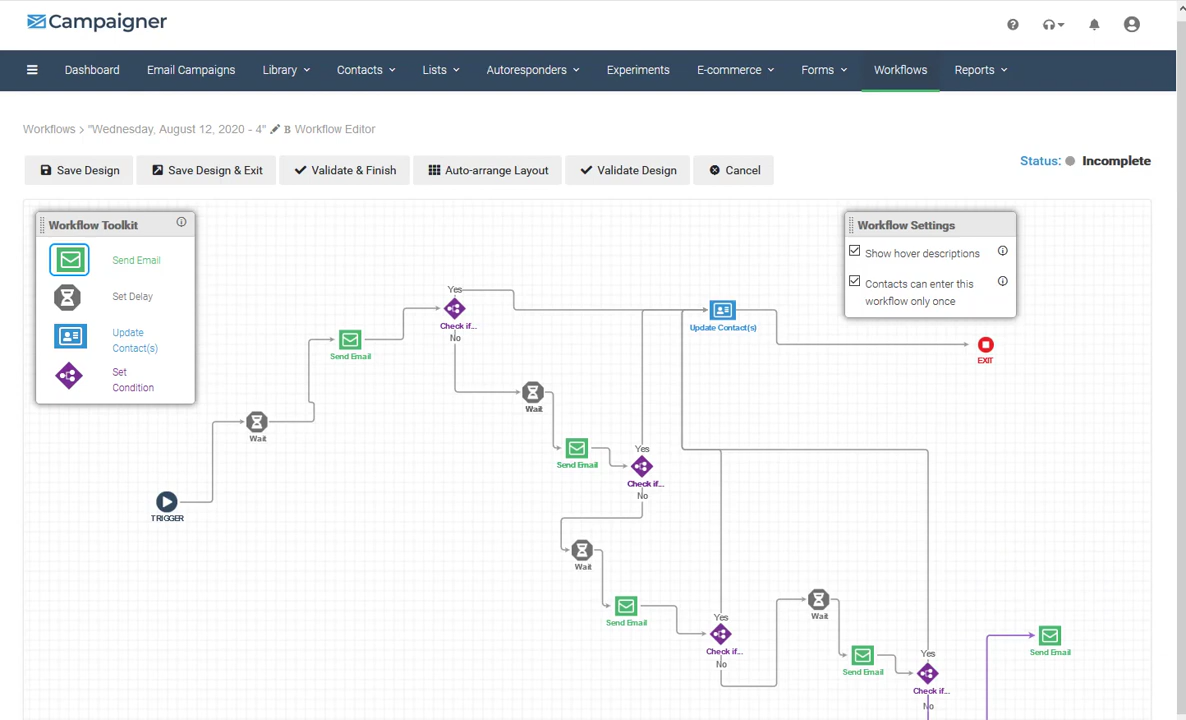 Campaigner
Dashboard
Email Campaigns
Library
Contacts
Lists
Autoresponders
Experiments
E-commerce
Forms
Workflows
Reports
Workflows > "Wednesday, August 12, 2020 - 4" B Workflow Editor
Save Design
Save Design & Exit
Validate & Finish
Auto-arrange Layout
Validate Design
Cancel
Status: Incomplete
Workflow Toolkit
Send Email
Set Delay
Update
Contact(s)
Set
Condition
Workflow Settings
Show hover descriptions
Contacts can enter this
workflow only once
Yes
Check if...
No
Update Contact(s)
EXIT
Send Email
Wait
Wait
Send Email
Yes
Check if...
No
TRIGGER
Wait
Send Email
Yes
Check if...
No
Wait
Send Email
Yes
Check if...
No
Send Email